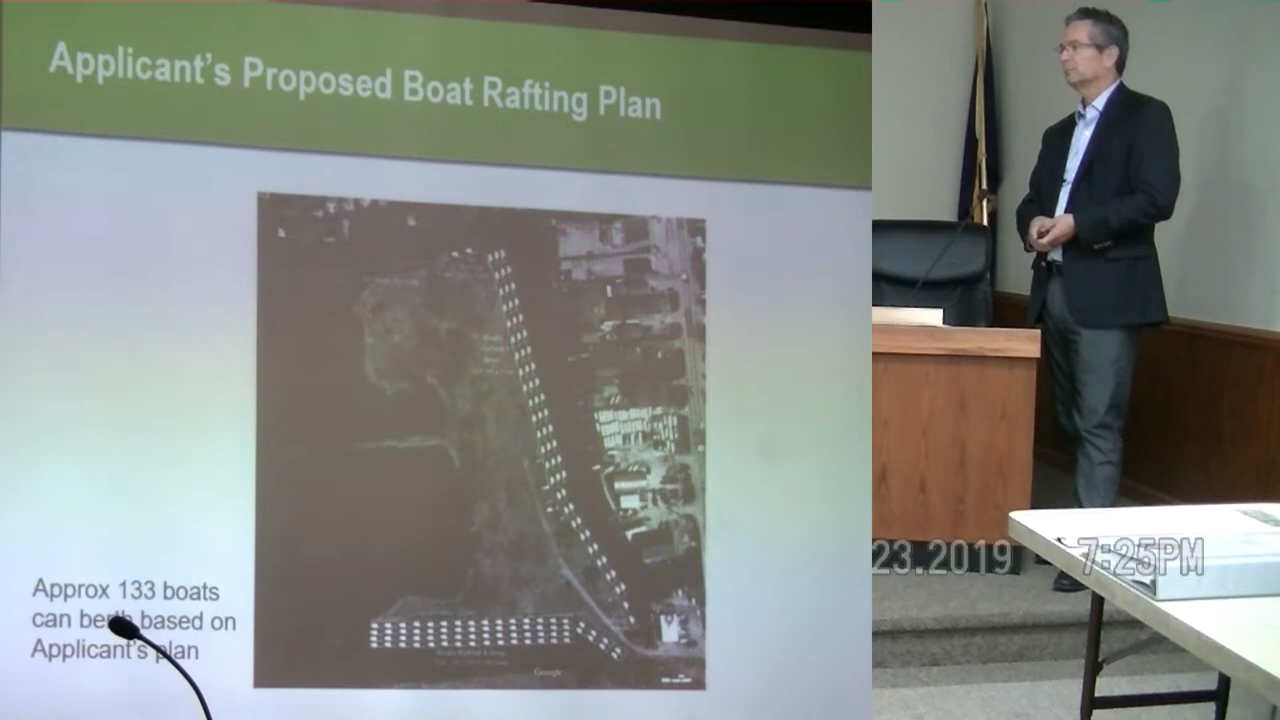 Applicant's Proposed Boat Rafting Plan
Approx 133 boats
can berth based on
Applicant's plan
Google
23.2019
7:25PM